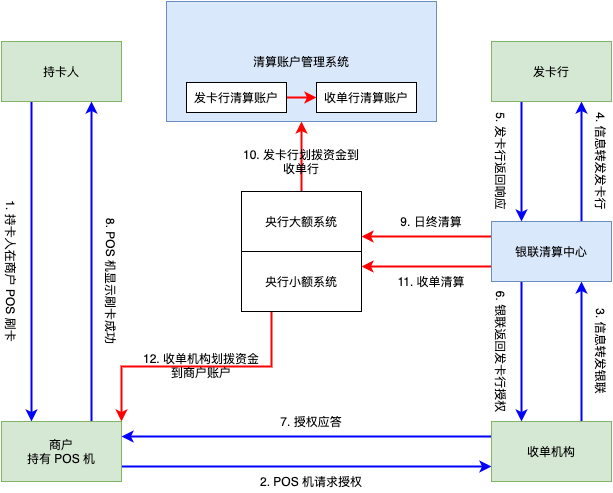 清算账户管理系统
持卡人
发卡行
发卡行清算账户
收单行清算账户
10. 发卡行划拨资金到
收单行
5. 发卡行返回响应
4. 信息转发发卡行
1. 持卡人在商户 POS 刷卡
8. POS 机显示刷卡成功
央行大额系统
9. 日终清算
银联清算中心
央行小额系统
11. 收单清算
6. 银联返回发卡行授权
3. 信息转发银联
12. 收单机构划拨资金
到商户账户
7. 授权应答
商户
持有 POS 机
收单机构
2. POS 机请求授权